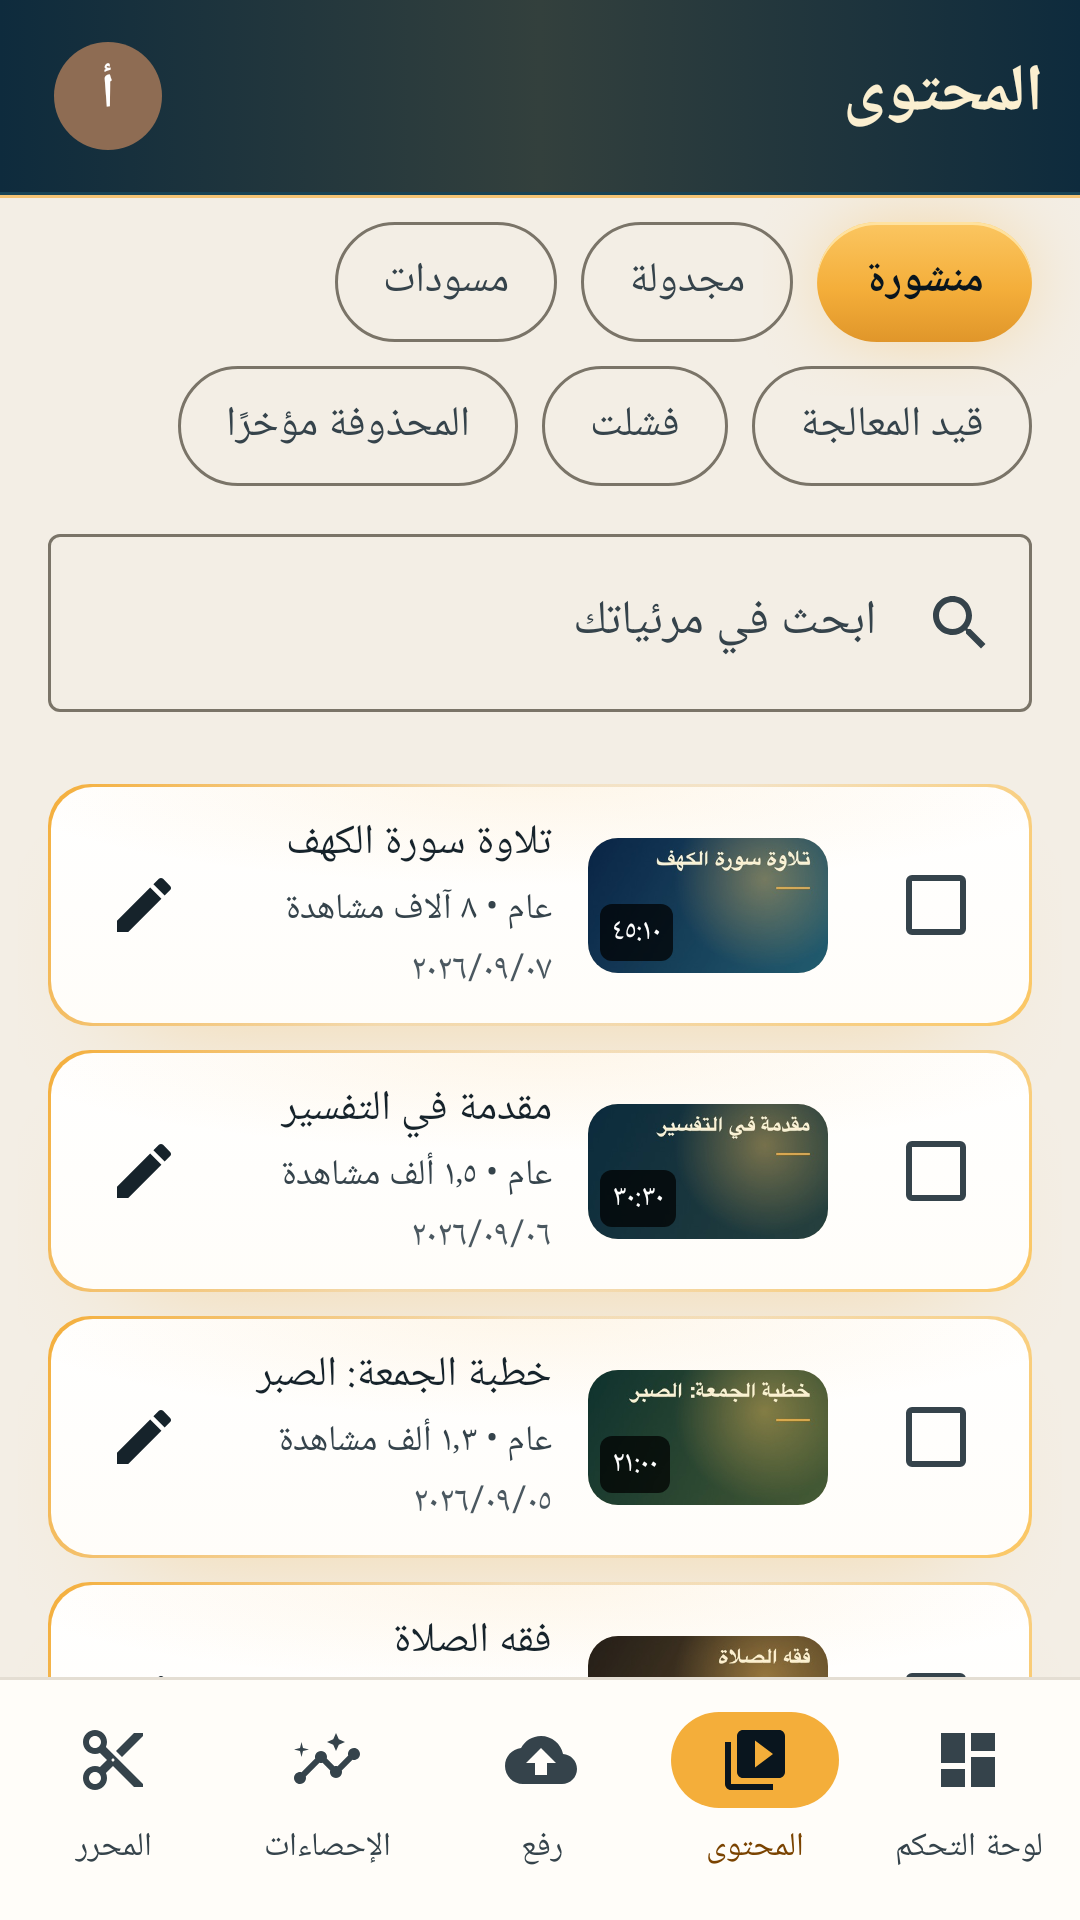 المحتوى
أ
منشورة
مجدولة
مسودات
قيد المعالجة
فشلت
المحذوفة مؤخرًا
ابحث في مرئياتك
تلاوة سورة الكهف
٤٥:١٠
تلاوة سورة الكهف
عام • ٨ آلاف مشاهدة
٢٠٢٦/٠٩/٠٧
مقدمة في التفسير
٣٠:٣٠
مقدمة في التفسير
عام • ١,٥ ألف مشاهدة
٢٠٢٦/٠٩/٠٦
خطبة الجمعة: الصبر
٢١:٠٠
خطبة الجمعة: الصبر
عام • ١,٣ ألف مشاهدة
٢٠٢٦/٠٩/٠٥
فقه الصلاة
فقه الصلاة
لوحة التحكم
المحتوى
رفع
الإحصاءات
المحرر